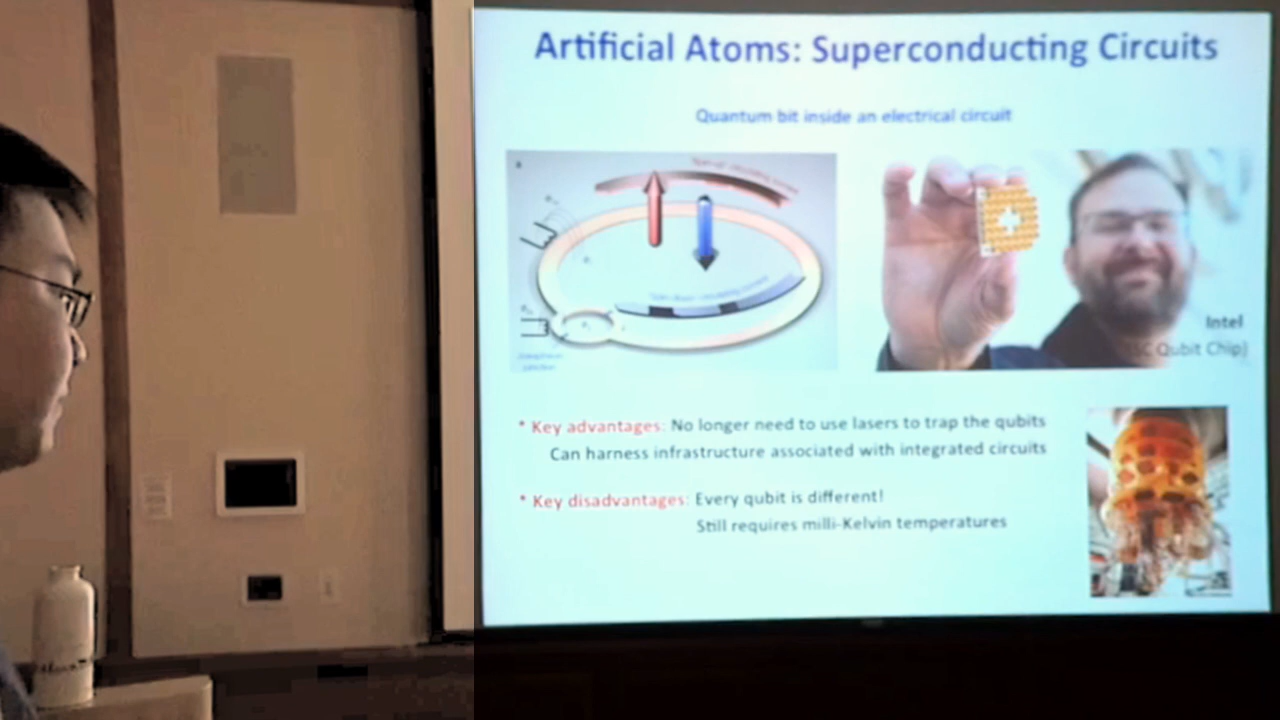 Artificial Atoms: Superconducting Circuits
Quantum bit inside an electrical circuit
Intel
Qubit Chip)
* Key advantages: No longer need to use lasers to trap the qubits
Can harness infrastructure associated with integrated circuits
* Key disadvantages: Every qubit is different!
Still requires milli-Kelvin temperatures